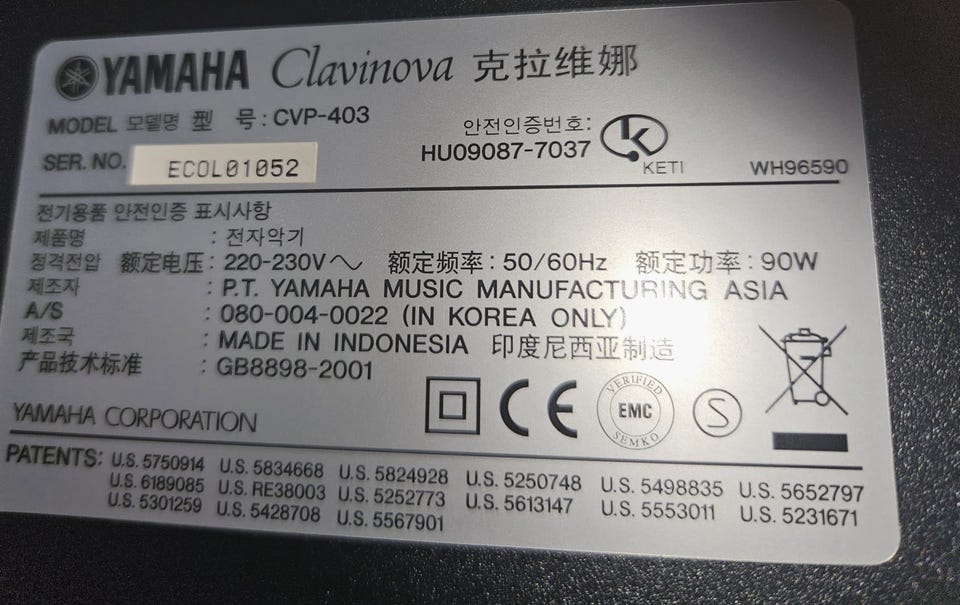 YAMAHA Clavinova 克拉维娜
MODEL 모델명 型 号: CVP-403
안전인증번호:
HU09087-7037
K
KETI
SER. NO. ECOL01052
WH96590
전기용품 안전인증 표시사항
제품명 : 전자악기
정격전압 额定电压: 220-230V 额定频率: 50/60Hz 额定功率: 90W
제조자 : P.T. YAMAHA MUSIC MANUFACTURING ASIA
A/S : 080-004-0022 (IN KOREA ONLY)
제조국 : MADE IN INDONESIA 印度尼西亚制造
产品技术标准 : GB8898-2001
YAMAHA CORPORATION
CE
VERIFIED
EMC
SEMKO
S
PATENTS: U.S. 5750914 U.S. 5834668 U.S. 5824928 U.S. 5250748 U.S. 5498835 U.S. 5652797
U.S. 6189085 U.S. RE38003 U.S. 5252773 U.S. 5613147 U.S. 5553011 U.S. 5231671
U.S. 5301259 U.S. 5428708 U.S. 5567901